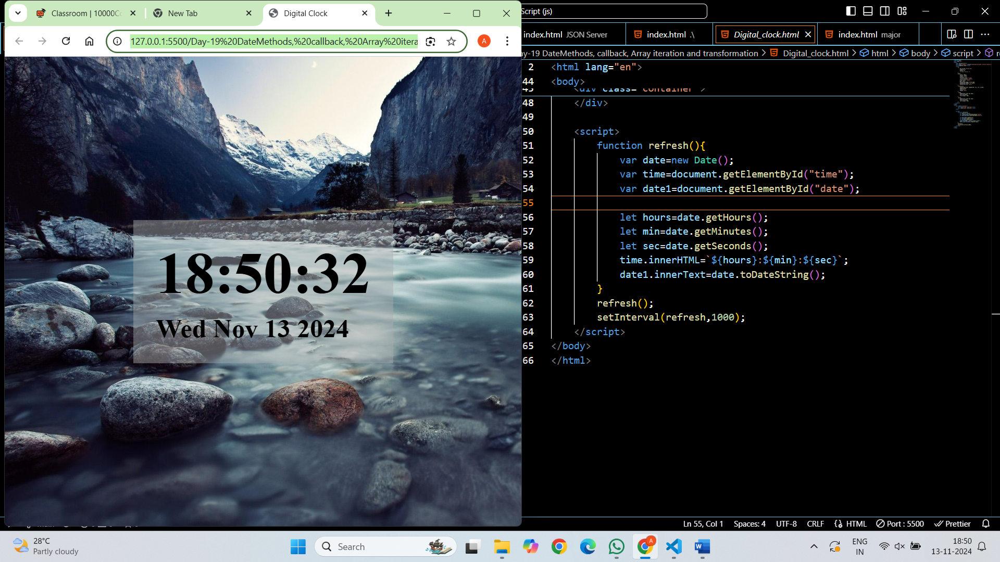 Classroom | 10000Co
New Tab
Digital Clock
127.0.0.1:5500/Day-19%20DateMethods,%20callback,%20Array%20itera
A
18:50:32
Wed Nov 13 2024
Script (js)
index.html JSON Server
index.html .\
Digital_clock.html
index.html major
ay-19 DateMethods, callback, Array iteration and transformation > Digital_clock.html > html > body > script >
2 <html lang="en">
44 <body>
45 <div class="container">
48 </div>
49
50 <script>
51 function refresh(){
52 var date=new Date();
53 var time=document.getElementById("time");
54 var date1=document.getElementById("date");
55
56 let hours=date.getHours();
57 let min=date.getMinutes();
58 let sec=date.getSeconds();
59 time.innerHTML=`${hours}:${min}:${sec}`;
60 date1.innerText=date.toDateString();
61 }
62 refresh();
63 setInterval(refresh,1000);
64 </script>
65 </body>
66 </html>
Ln 55, Col 1 Spaces: 4 UTF-8 CRLF HTML Port : 5500 Prettier
28°C
Partly cloudy
Search
A
W
ENG
IN
18:50
13-11-2024